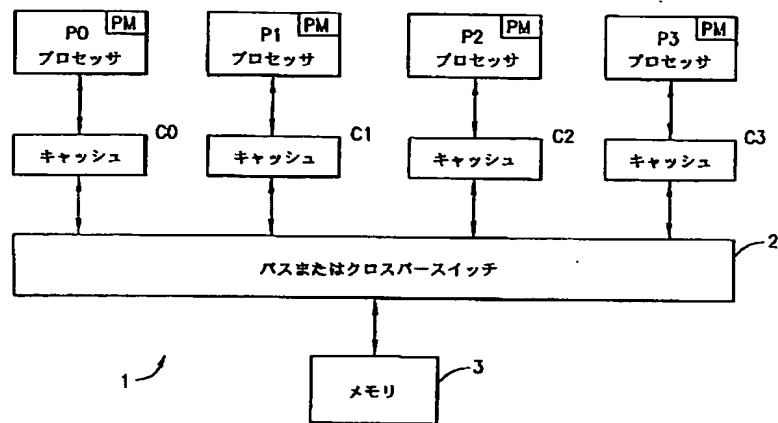 PM
P0
プロセッサ
PM
P1
プロセッサ
PM
P2
プロセッサ
PM
P3
プロセッサ
C0
キャッシュ
C1
キャッシュ
C2
キャッシュ
C3
キャッシュ
2
バスまたはクロスバースイッチ
1
3
メモリ